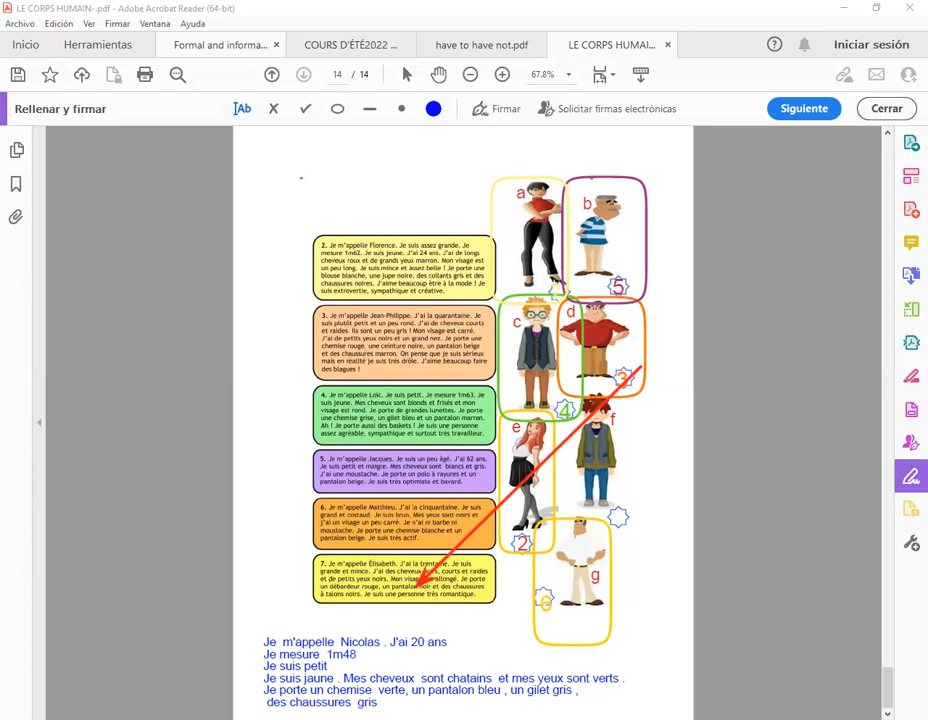 LE CORPS HUMAIN-.pdf - Adobe Acrobat Reader (64-bit)
Archivo Edición Ver Firmar Ventana Ayuda
Inicio Herramientas Formal and informa... × COURS D'ÉTÉ2022 ... have to have not.pdf LE CORPS HUMAI... × Iniciar sesión
14 / 14 67.8%
Rellenar y firmar Ab Firmar Solicitar firmas electrónicas Siguiente Cerrar
a
b
2. Je m'appelle Florence. Je suis assez grande. Je
mesure 1m62. Je suis jeune. J'ai 24 ans. J'ai de longs
cheveux roux et de grands yeux marron. Mon visage est
un peu long. Je suis mince et assez belle ! Je porte une
blouse blanche, une jupe noire, des collants gris et des
chaussures noires. J'aime beaucoup être à la mode ! Je
suis extrovertie, sympathique et créative.
5
3. Je m'appelle Jean-Philippe. J'ai la quarantaine. Je
suis plutôt petit et un peu rond. J'ai de cheveux courts
et raides. Ils sont un peu gris ! Mon visage est carré.
J'ai de petits yeux noirs et un grand nez. Je porte une
chemise rouge, une ceinture noire, un pantalon beige
et des chaussures marron. On pense que je suis sérieux
mais en réalité je suis très drôle. J'aime beaucoup faire
des blagues !
c
d
3
4. Je m'appelle Loïc. Je suis petit. Je mesure 1m63. Je
suis jeune. Mes cheveux sont blonds et frisés et mon
visage est rond. Je porte de grandes lunettes. Je porte
une chemise grise, un gilet bleu et un pantalon marron.
Ah ! Je porte aussi des baskets ! Je suis une personne
assez agréable, sympathique et surtout très travailleur.
4
e
f
5. Je m'appelle Jacques. Je suis un peu âgé. J'ai 62 ans.
Je suis petit et maigre. Mes cheveux sont blancs et gris.
J'ai une moustache. Je porte un polo à rayures et un
pantalon beige. Je suis très optimiste et bavard.
6. Je m'appelle Matthieu. J'ai la cinquantaine. Je suis
grand et costaud. Je suis brun. Mes yeux sont noirs et
j'ai un visage un peu carré. Je n'ai ni barbe ni
moustache. Je porte une chemise blanche et un
pantalon beige. Je suis très actif.
2
7. Je m'appelle Élisabeth. J'ai la trentaine. Je suis
grande et mince. J'ai des cheveux noirs, courts et raides
et de petits yeux noirs. Mon visage est allongé. Je porte
un débardeur rouge, un pantalon noir et des chaussures
à talons noirs. Je suis une personne très romantique.
g
6
Je m'appelle Nicolas . J'ai 20 ans
Je mesure 1m48
Je suis petit
Je suis jaune . Mes cheveux sont chatains et mes yeux sont verts .
Je porte un chemise verte, un pantalon bleu , un gilet gris ,
des chaussures gris